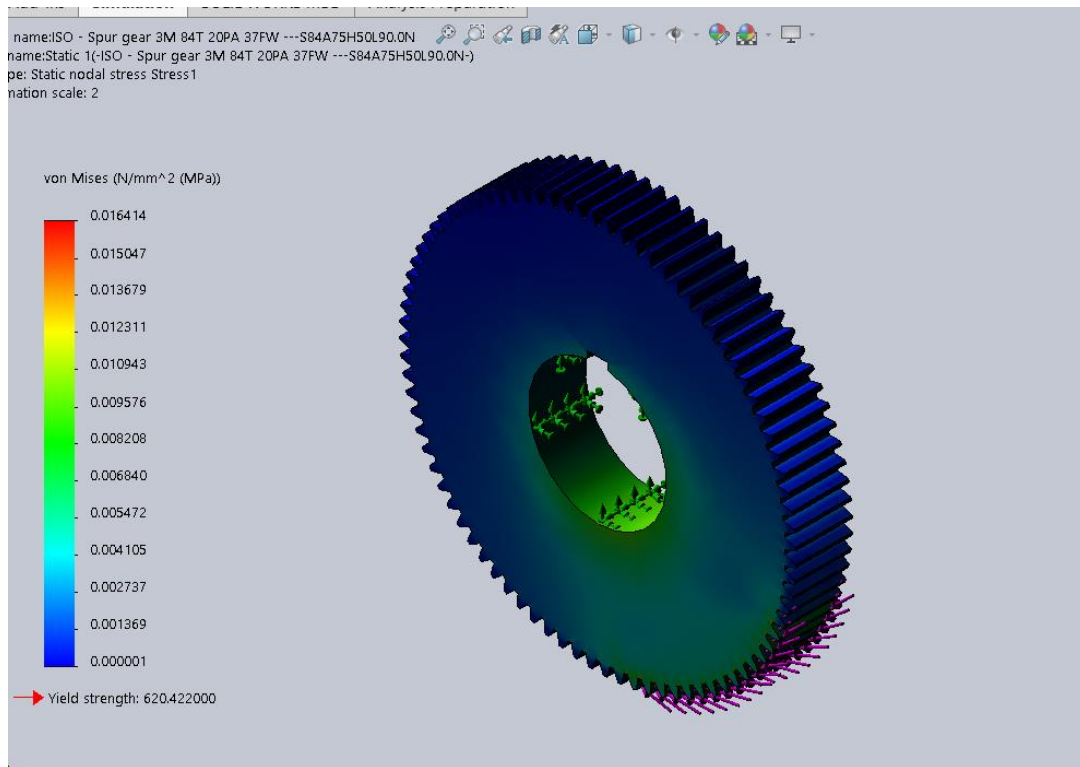 name:ISO - Spur gear 3M 84T 20PA 37FW ---S84A75H50L90.0N
name:Static 1(-ISO - Spur gear 3M 84T 20PA 37FW ---S84A75H50L90.0N-)
pe: Static nodal stress Stress1
mation scale: 2
von Mises (N/mm^2 (MPa))
0.016414
0.015047
0.013679
0.012311
0.010943
0.009576
0.008208
0.006840
0.005472
0.004105
0.002737
0.001369
0.000001
Yield strength: 620.422000